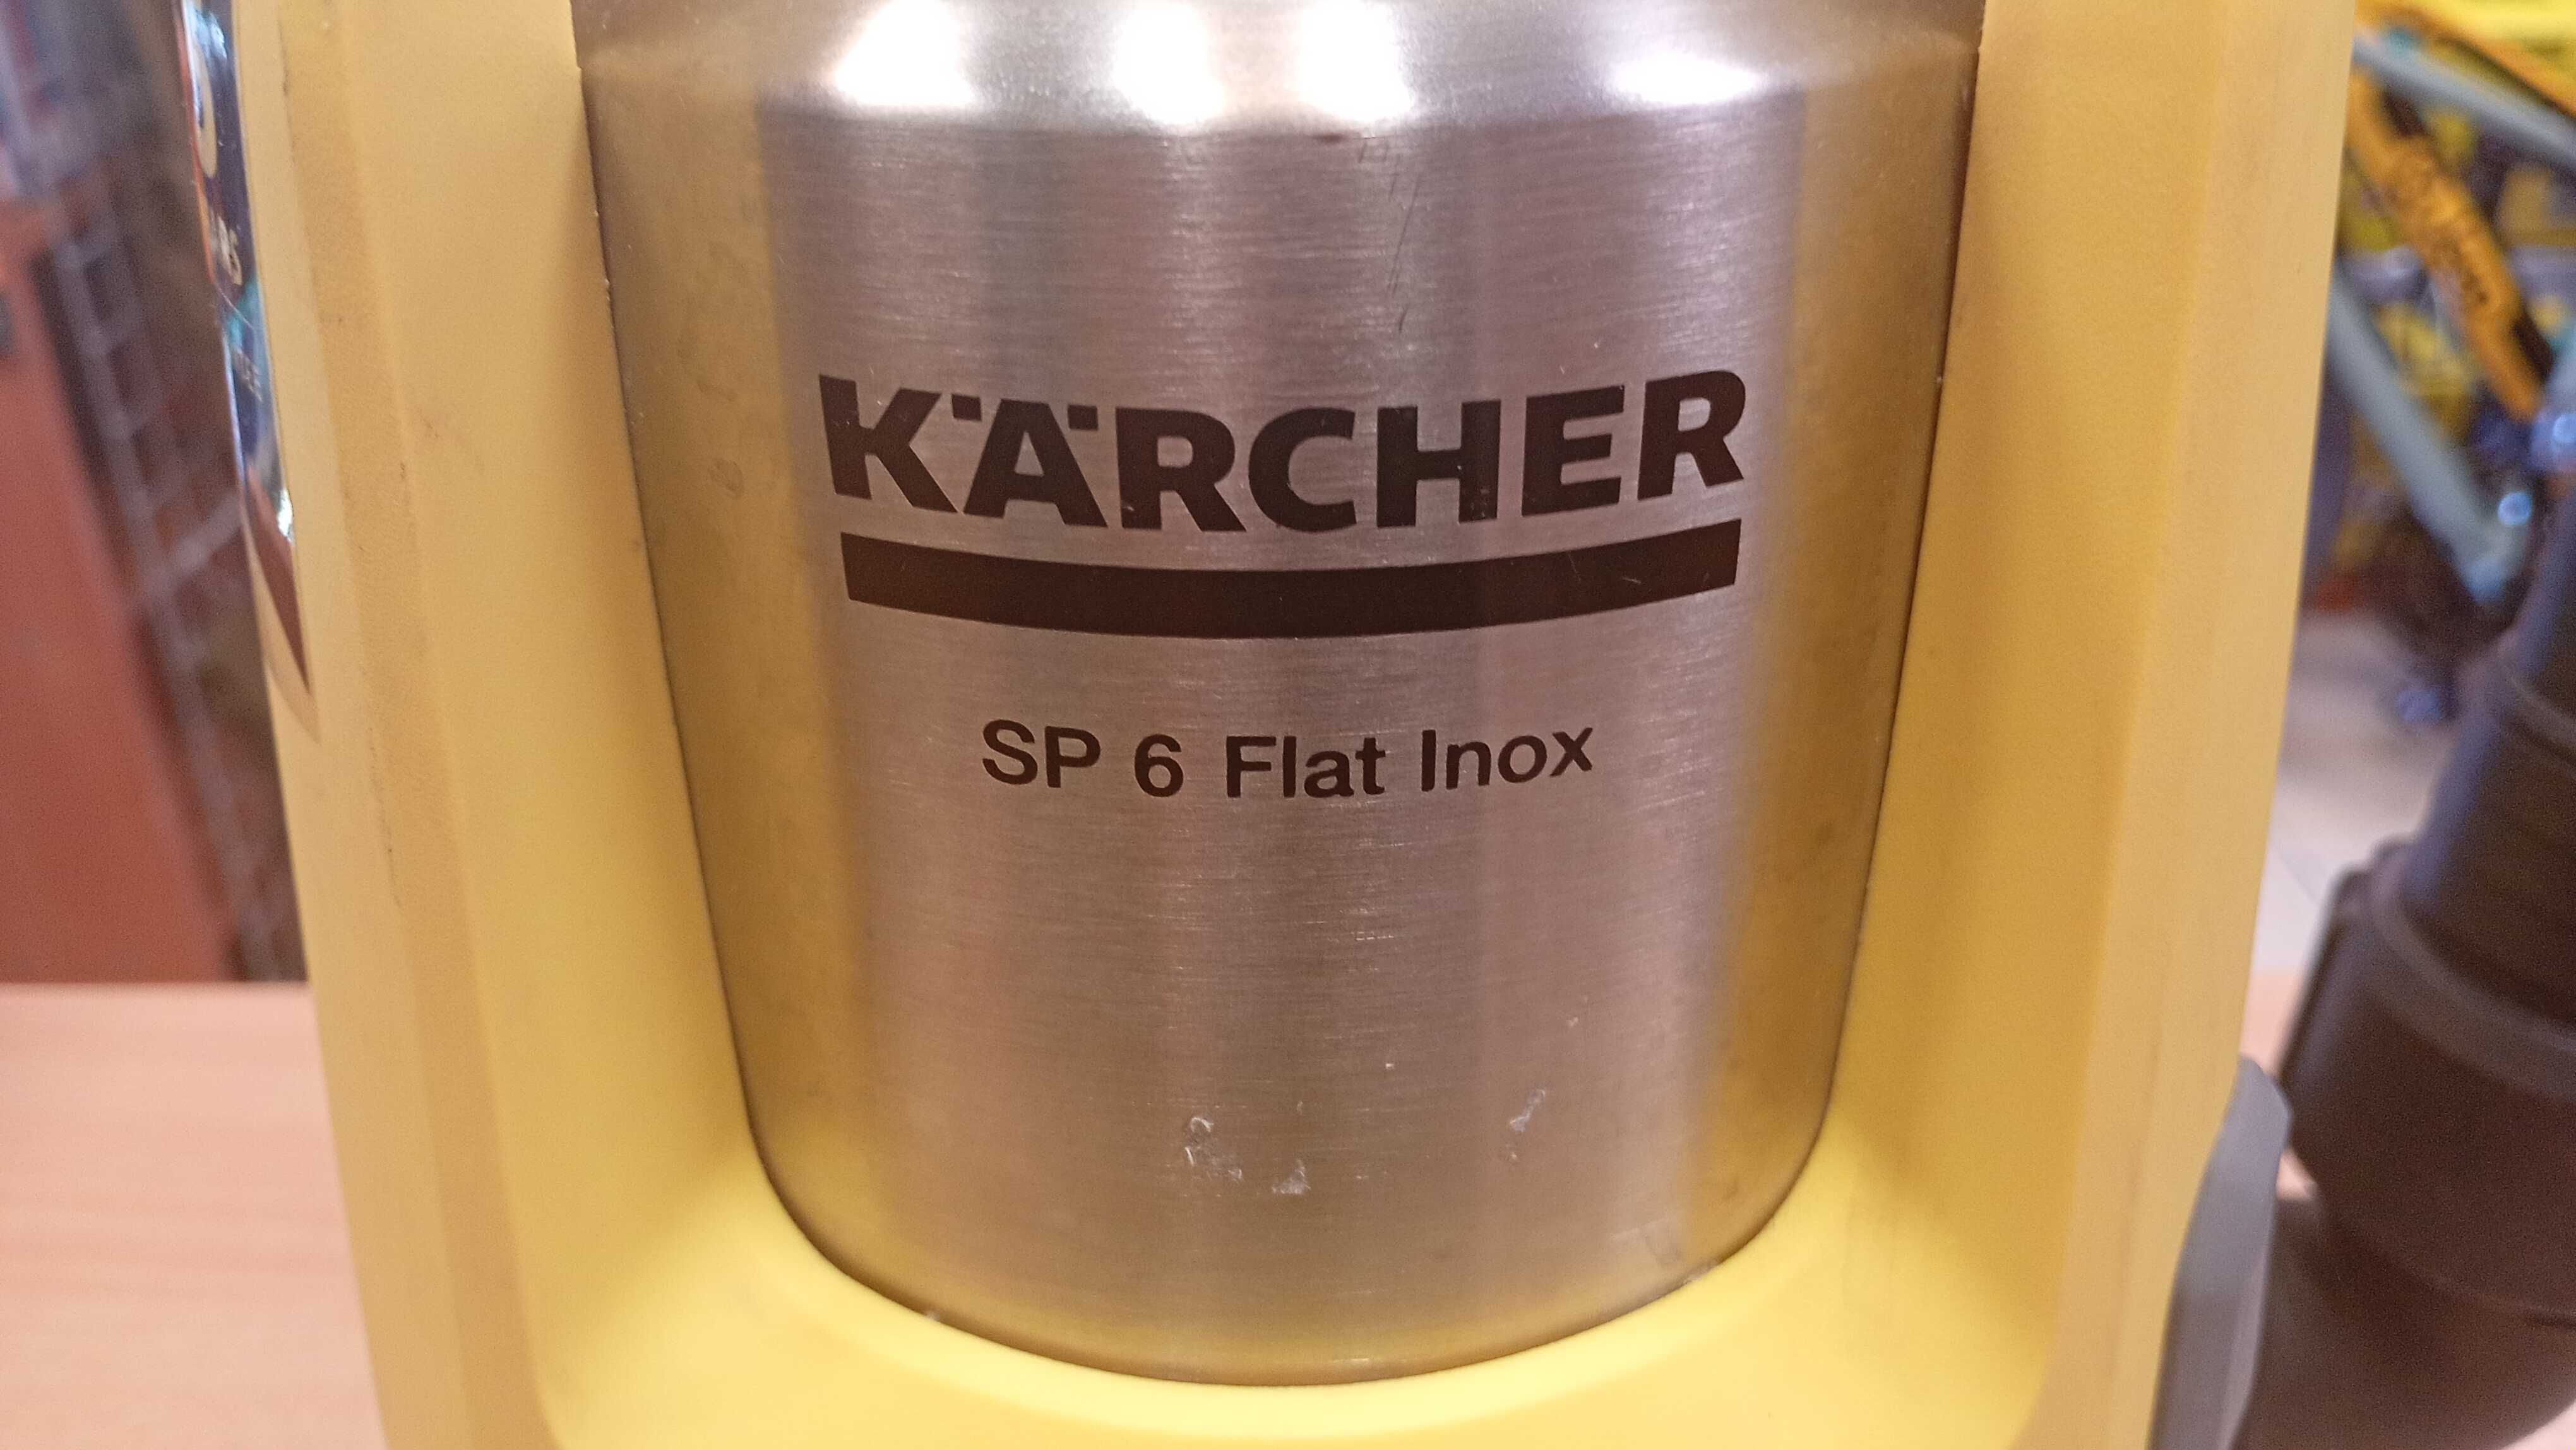 KÄRCHER
SP 6 Flat Inox